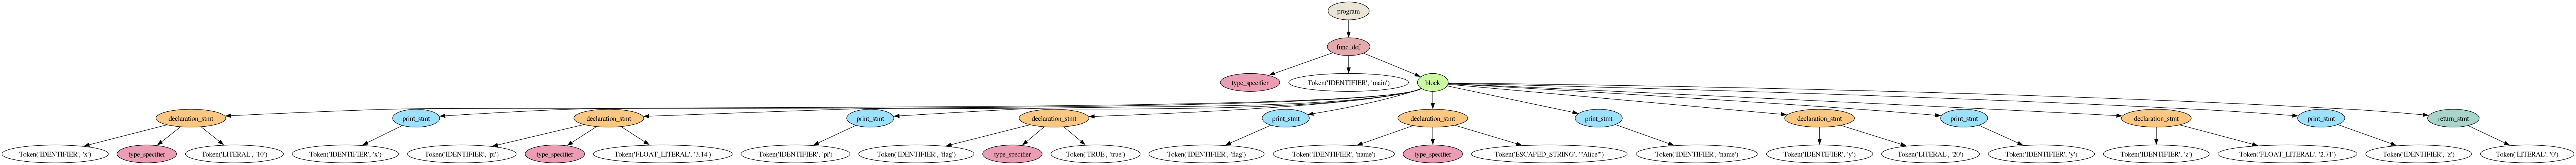 program
func_def
type_specifier
Token('IDENTIFIER', 'main')
block
declaration_stmt
print_stmt
declaration_stmt
print_stmt
declaration_stmt
print_stmt
declaration_stmt
print_stmt
declaration_stmt
print_stmt
declaration_stmt
print_stmt
return_stmt
Token('IDENTIFIER', 'x')
type_specifier
Token('LITERAL', '10')
Token('IDENTIFIER', 'x')
Token('IDENTIFIER', 'pi')
type_specifier
Token('FLOAT_LITERAL', '3.14')
Token('IDENTIFIER', 'pi')
Token('IDENTIFIER', 'flag')
type_specifier
Token('TRUE', 'true')
Token('IDENTIFIER', 'flag')
Token('IDENTIFIER', 'name')
type_specifier
Token('ESCAPED_STRING', '"Alice"')
Token('IDENTIFIER', 'name')
Token('IDENTIFIER', 'y')
Token('LITERAL', '20')
Token('IDENTIFIER', 'y')
Token('IDENTIFIER', 'z')
Token('FLOAT_LITERAL', '2.71')
Token('IDENTIFIER', 'z')
Token('LITERAL', '0')